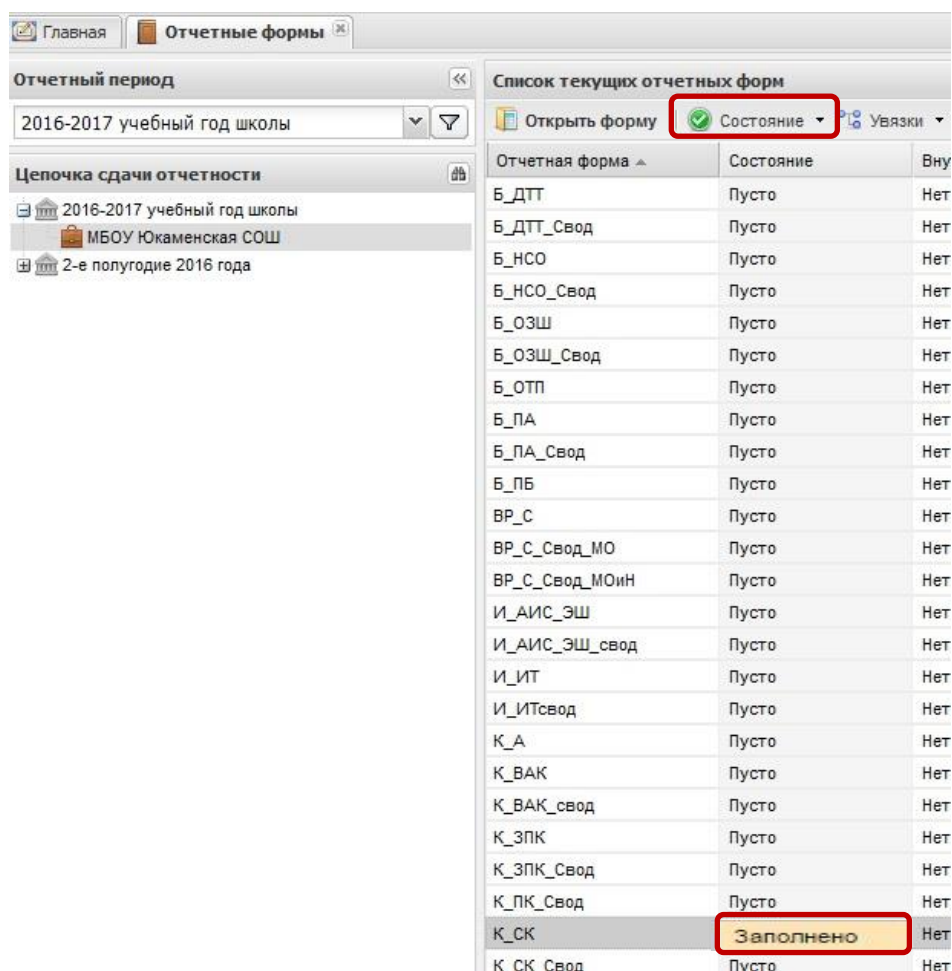 Главная Отчетные формы
Отчетный период
2016-2017 учебный год школы
Цепочка сдачи отчетности
2016-2017 учебный год школы
МБОУ Юкаменская СОШ
2-е полугодие 2016 года
Список текущих отчетных форм
Открыть форму Состояние Увязки
Отчетная форма Состояние Вну
Б_ДТТ Пусто Нет
Б_ДТТ_Свод Пусто Нет
Б_НСО Пусто Нет
Б_НСО_Свод Пусто Нет
Б_ОЗШ Пусто Нет
Б_ОЗШ_Свод Пусто Нет
Б_ОТП Пусто Нет
Б_ПА Пусто Нет
Б_ПА_Свод Пусто Нет
Б_ПБ Пусто Нет
ВР_С Пусто Нет
ВР_С_Свод_МО Пусто Нет
ВР_С_Свод_МОиН Пусто Нет
И_АИС_ЭШ Пусто Нет
И_АИС_ЭШ_свод Пусто Нет
И_ИТ Пусто Нет
И_ИТсвод Пусто Нет
К_А Пусто Нет
К_ВАК Пусто Нет
К_ВАК_свод Пусто Нет
К_ЗПК Пусто Нет
К_ЗПК_Свод Пусто Нет
К_ПК_Свод Пусто Нет
К_СК Заполнено Нет
К_СК_Свод Пусто Нет